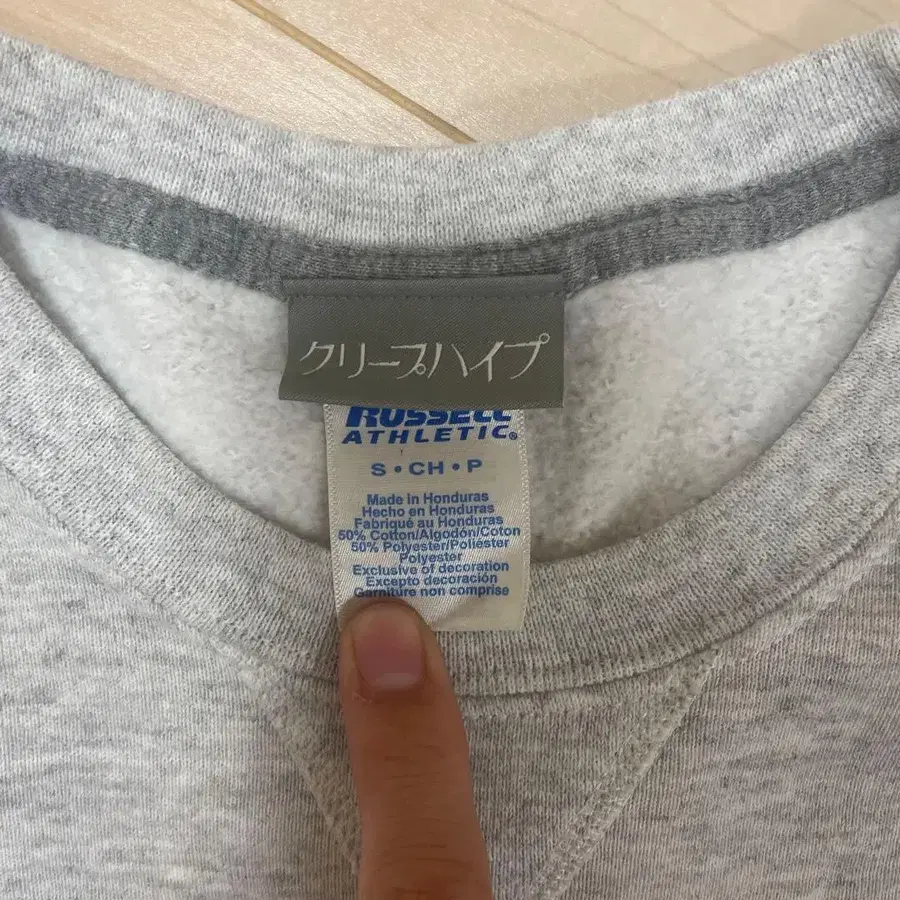 クリープハイプ
RUSSELL
ATHLETIC®
S • CH • P
Made in Honduras
Hecho en Honduras
Fabriqué au Honduras
50% Cotton/Algodón/Coton
50% Polyester/Poliéster
Polyester
Exclusive of decoration
Excepto decoración
Garniture non comprise